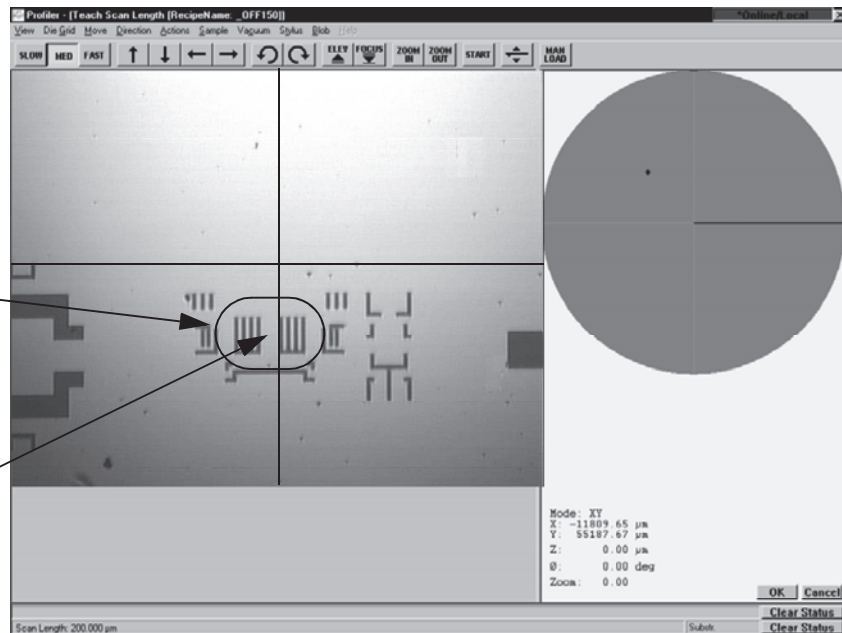 Profiler - [Teach Scan Length [RecipeName: _OFF150]]
*Online/Local
View Die Grid Move Direction Actions Sample Vacuum Stylus Blob Help
SLOW MED FAST ELEV FOCUS ZOOM IN ZOOM OUT START MAN LOAD
Mode: XY
X: -11809.65 µm
Y: 55187.67 µm
Z: 0.00 µm
Ø: 0.00 deg
Zoom: 0.00
OK Cancel
Clear Status
Scan Length: 200.000 µm Substr. Clear Status